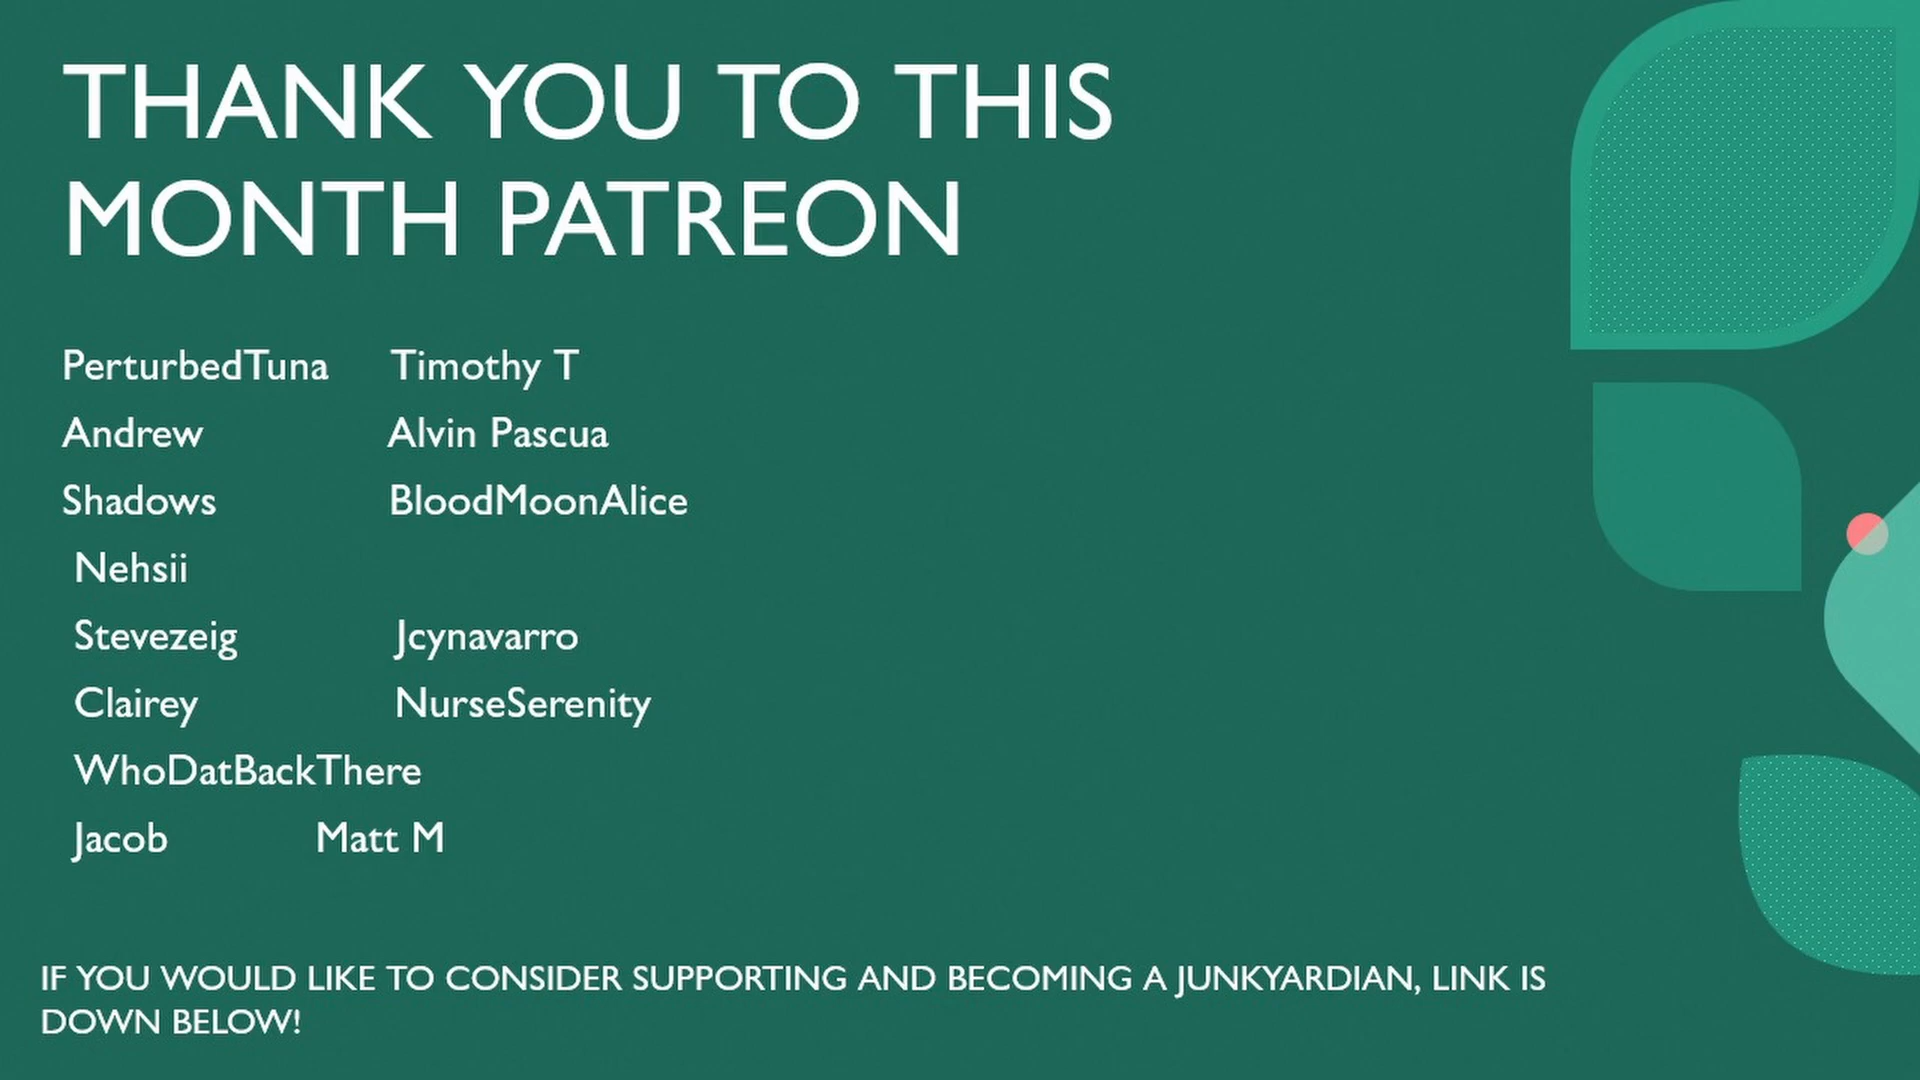 THANK YOU TO THIS
MONTH PATREON
PerturbedTuna Timothy T
Andrew Alvin Pascua
Shadows BloodMoonAlice
Nehsii
Stevezeig Jcynavarro
Clairey NurseSerenity
WhoDatBackThere
Jacob Matt M
IF YOU WOULD LIKE TO CONSIDER SUPPORTING AND BECOMING A JUNKYARDIAN, LINK IS
DOWN BELOW!